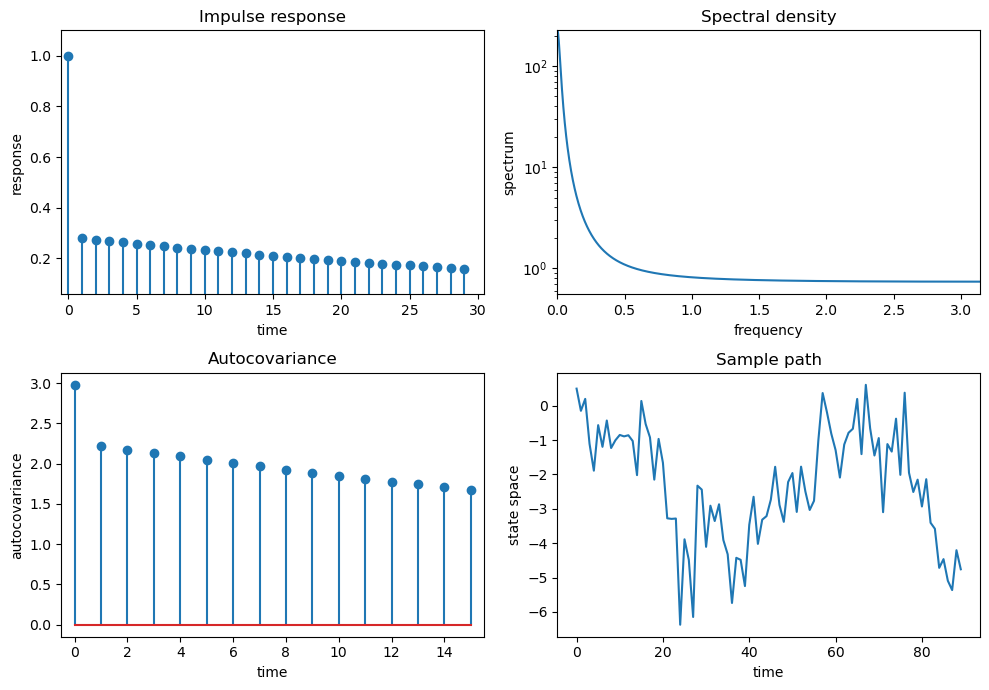 Impulse response
1.0
0.8
0.6
0.4
0.2
response
0 5 10 15 20 25 30
time
Spectral density
10²
10¹
10⁰
spectrum
0.0 0.5 1.0 1.5 2.0 2.5 3.0
frequency
Autocovariance
3.0
2.5
2.0
1.5
1.0
0.5
0.0
autocovariance
0 2 4 6 8 10 12 14
time
Sample path
0
−1
−2
−3
−4
−5
−6
state space
0 20 40 60 80
time